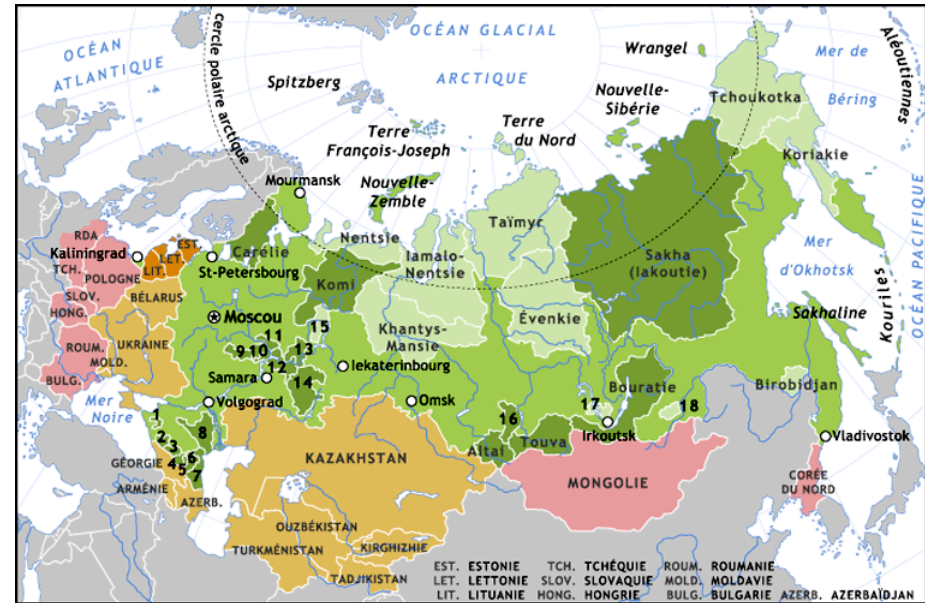 OCÉAN GLACIAL
ARCTIQUE
OCÉAN
ATLANTIQUE
cercle polaire arctique
Spitzberg
Wrangel
Mer de
Béring
Aléoutiennes
Tchoukotka
Nouvelle-
Sibérie
Terre
du Nord
Terre
François-Joseph
Nouvelle-
Zemble
Koriakie
Mourmansk
Taïmyr
Nentsie
Iamalo-
Nentsie
Sakha
(Iakoutie)
Mer
d'Okhotsk
OCÉAN PACIFIQUE
Kouriles
Sakhaline
RDA
Kaliningrad
TCH.
POLOGNE
SLOV.
HONG.
ROUM.
MOLD.
BULG.
EST.
LET.
LIT.
BÉLARUS
UKRAINE
Carélie
St-Petersbourg
Komi
Moscou
Khantys-
Mansie
Évenkie
11
15
9
10
13
12
14
Samara
Iekaterinbourg
Volgograd
Omsk
Mer
Noire
1
2
3
4
5
6
7
8
GÉORGIE
ARMÉNIE
AZERB.
KAZAKHSTAN
OUZBÉKISTAN
TURKMÉNISTAN
KIRGHIZIE
TADJIKISTAN
16
Altaï
Touva
17
Irkoutsk
Bouratie
18
Birobidjan
Vladivostok
MONGOLIE
CORÉE
DU NORD
EST. ESTONIE TCH. TCHÉQUIE ROUM. ROUMANIE
LET. LETTONIE SLOV. SLOVAQUIE MOLD. MOLDAVIE
LIT. LITUANIE HONG. HONGRIE BULG. BULGARIE AZERB. AZERBAÏDJAN